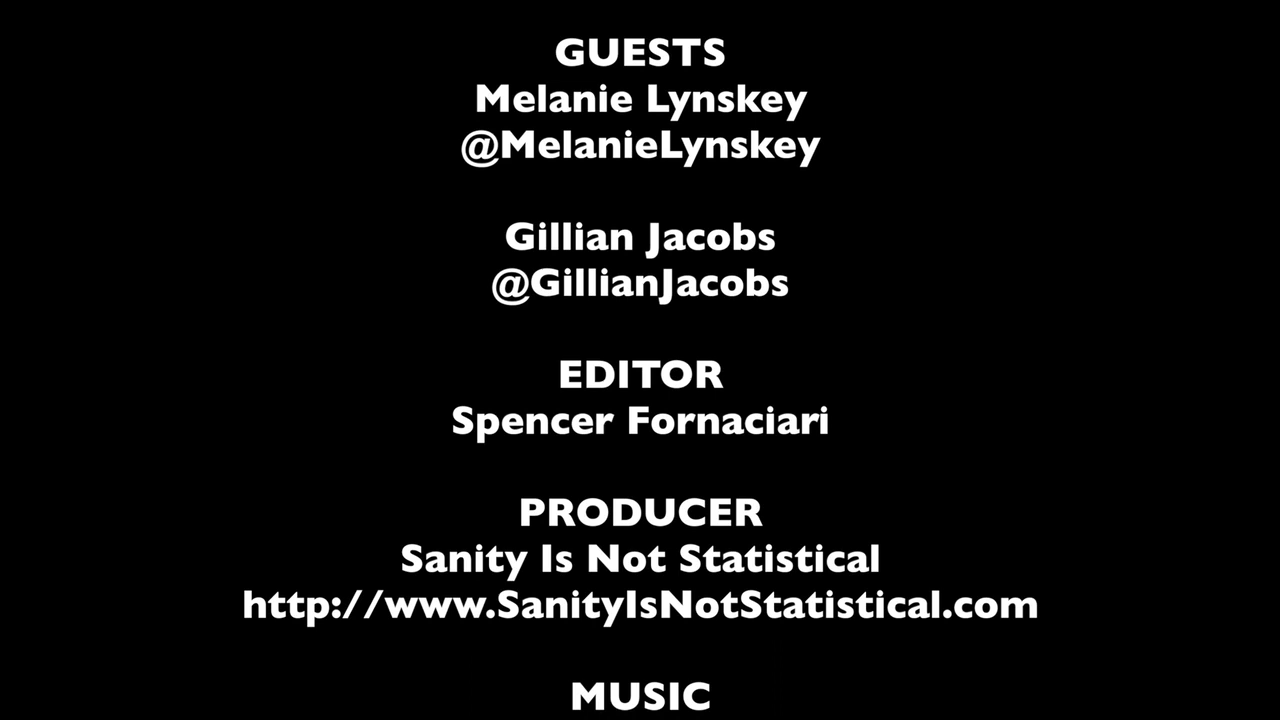 GUESTS
Melanie Lynskey
@MelanieLynskey
Gillian Jacobs
@GillianJacobs
EDITOR
Spencer Fornaciari
PRODUCER
Sanity Is Not Statistical
http://www.SanityIsNotStatistical.com
MUSIC